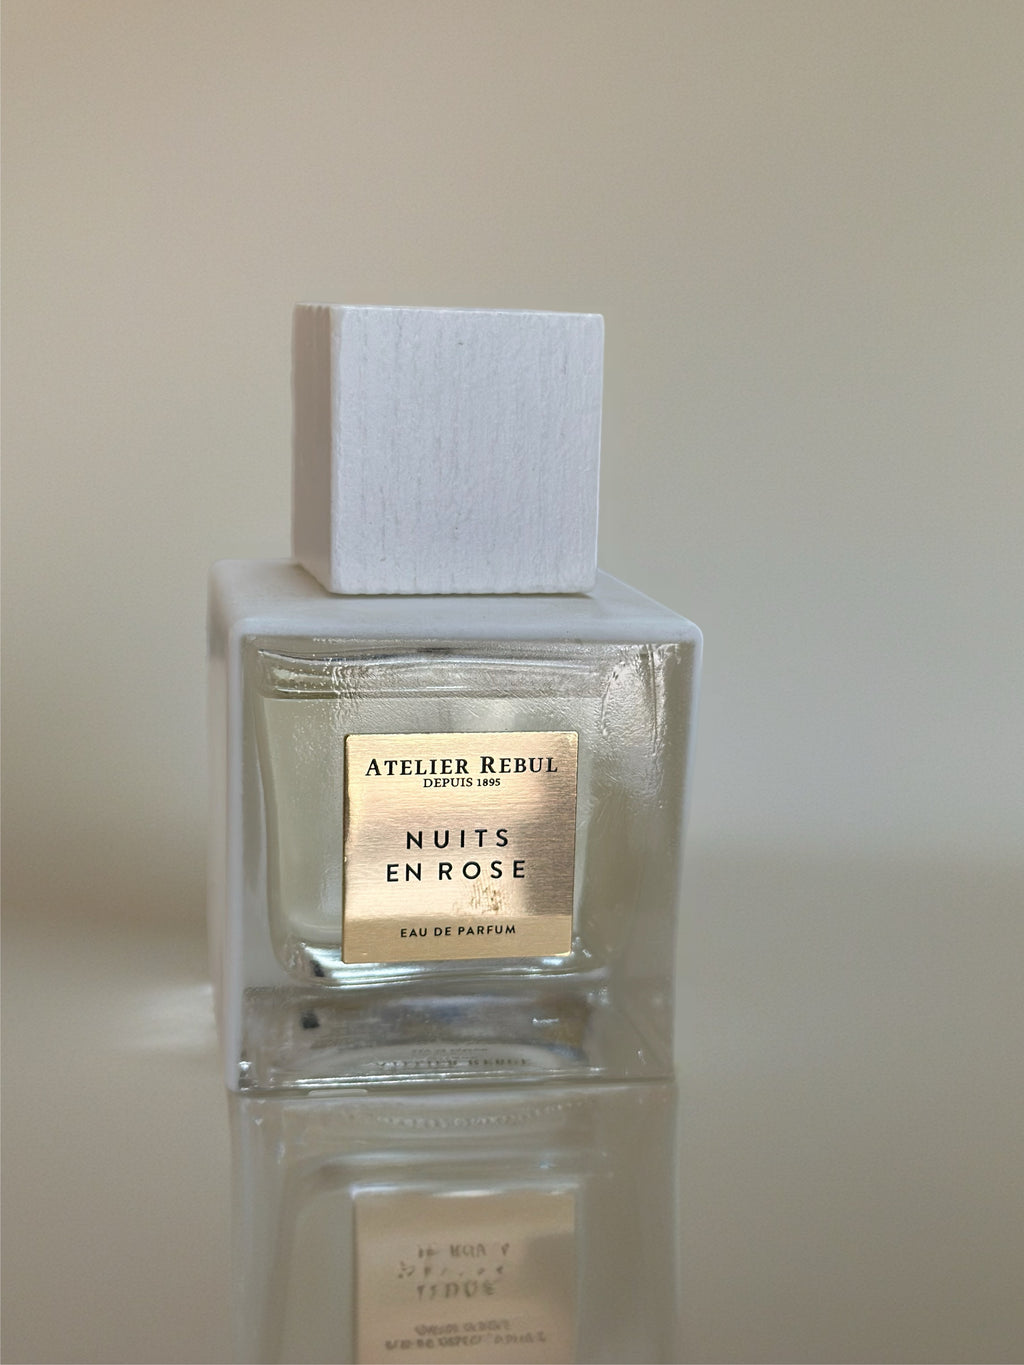 ATELIER REBUL
DEPUIS 1895
NUITS
EN ROSE
EAU DE PARFUM